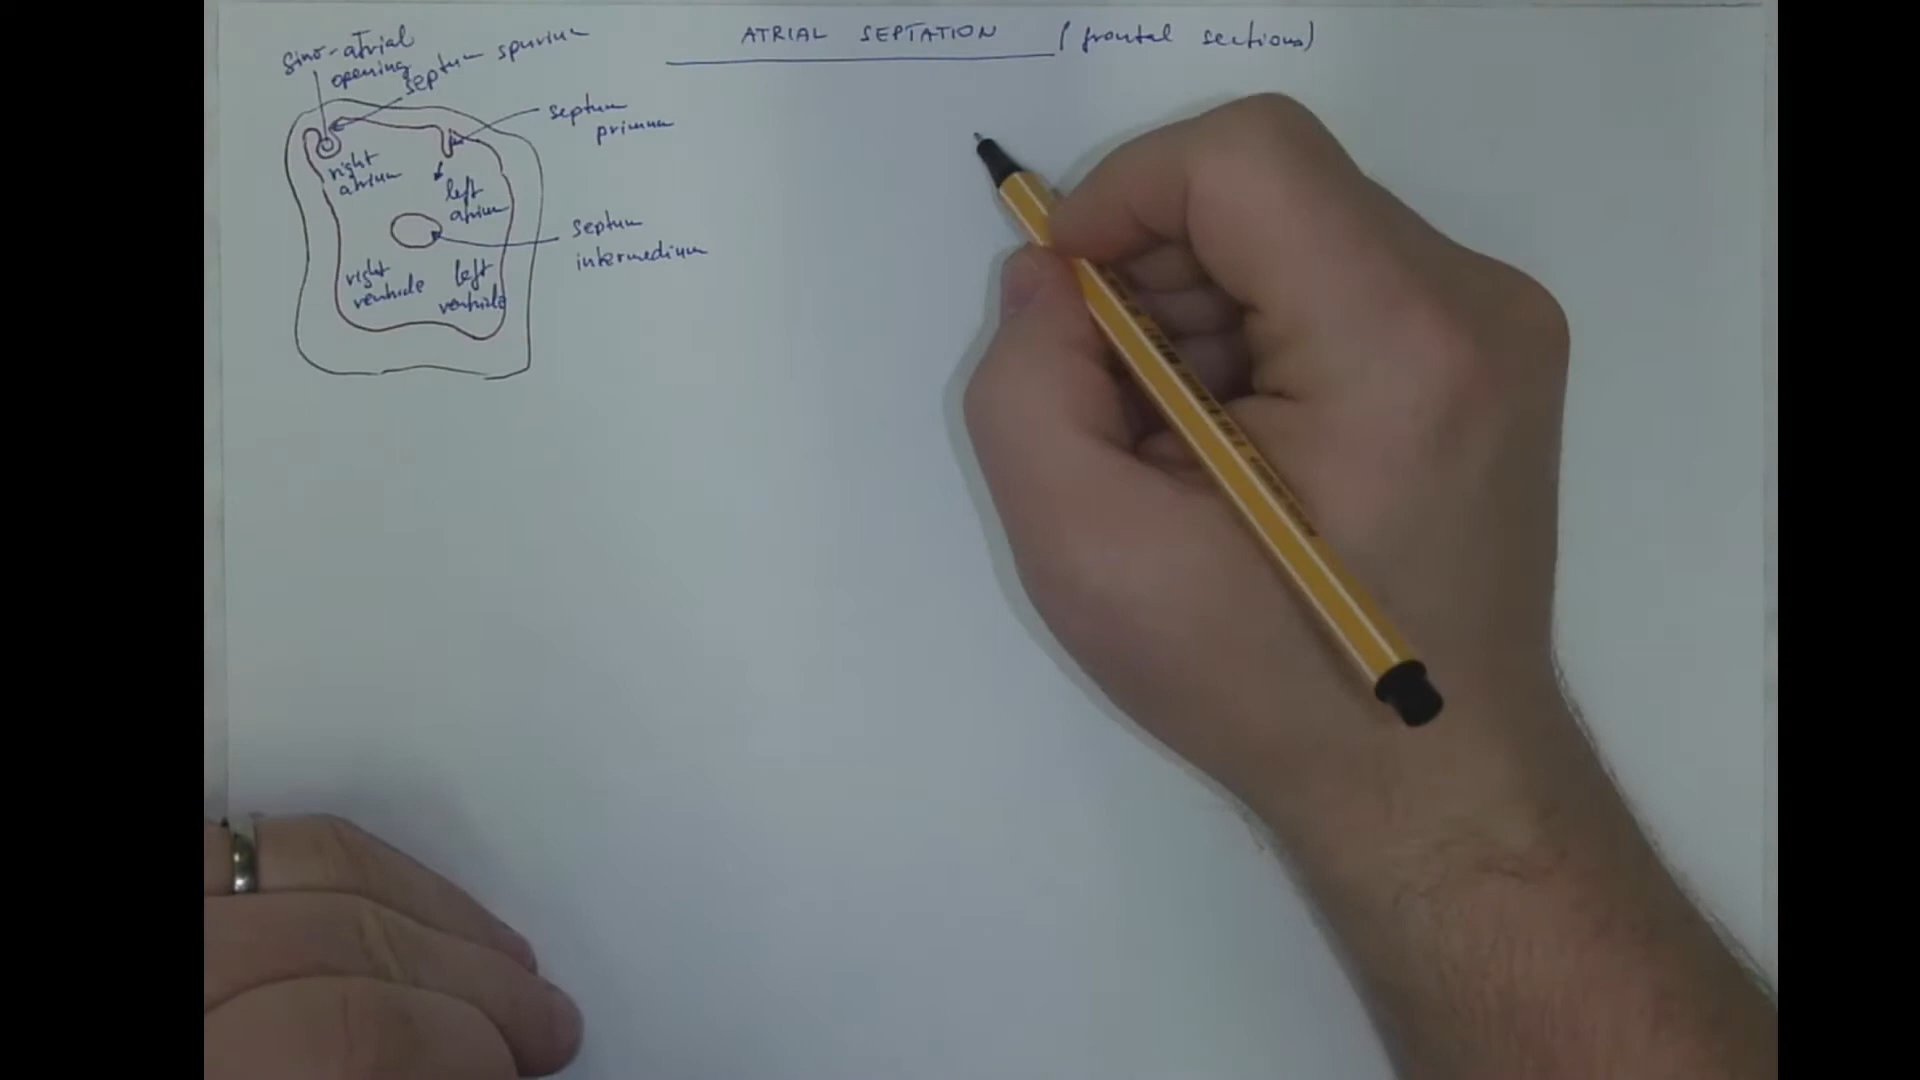 ATRIAL SEPTATION (frontal sections)
sino-atrial
opening
septum spurium
septum
primum
right
atrium
left
atrium
septum
intermedium
right
ventricle
left
ventricle